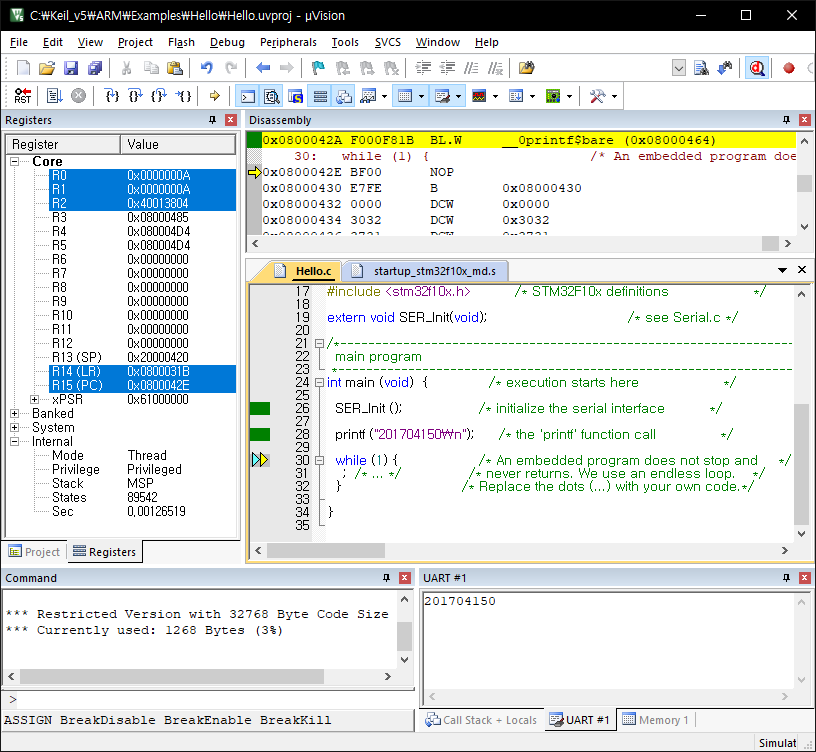 C:₩Keil_v5₩ARM₩Examples₩Hello₩Hello.uvproj - µVision
File Edit View Project Flash Debug Peripherals Tools SVCS Window Help
RST
Registers
Register Value
Core
R0 0x0000000A
R1 0x0000000A
R2 0x40013804
R3 0x08000485
R4 0x080004D4
R5 0x080004D4
R6 0x00000000
R7 0x00000000
R8 0x00000000
R9 0x00000000
R10 0x00000000
R11 0x00000000
R12 0x00000000
R13 (SP) 0x20000420
R14 (LR) 0x0800031B
R15 (PC) 0x0800042E
xPSR 0x61000000
Banked
System
Internal
Mode Thread
Privilege Privileged
Stack MSP
States 89542
Sec 0,00126519
Project Registers
Disassembly
0x0800042A F000F81B BL.W __0printf$bare (0x08000464)
30: while (1) { /* An embedded program doe
0x0800042E BF00 NOP
0x08000430 E7FE B 0x08000430
0x08000432 0000 DCW 0x0000
0x08000434 3032 DCW 0x3032
Hello.c startup_stm32f10x_md.s
17 #include <stm32f10x.h> /* STM32F10x definitions */
18
19 extern void SER_Init(void); /* see Serial.c */
20
21 /*----------------------------------------------------------------------------
22 main program
23 *----------------------------------------------------------------------------
24 int main (void) { /* execution starts here */
25
26 SER_Init (); /* initialize the serial interface */
27
28 printf ("201704150₩n"); /* the 'printf' function call */
29
30 while (1) { /* An embedded program does not stop and */
31 ; /* ... */ /* never returns. We use an endless loop. */
32 } /* Replace the dots (...) with your own code.*/
33
34 }
35
Command
*** Restricted Version with 32768 Byte Code Size
*** Currently used: 1268 Bytes (3%)
>
ASSIGN BreakDisable BreakEnable BreakKill
UART #1
201704150
Call Stack + Locals UART #1 Memory 1
Simulat